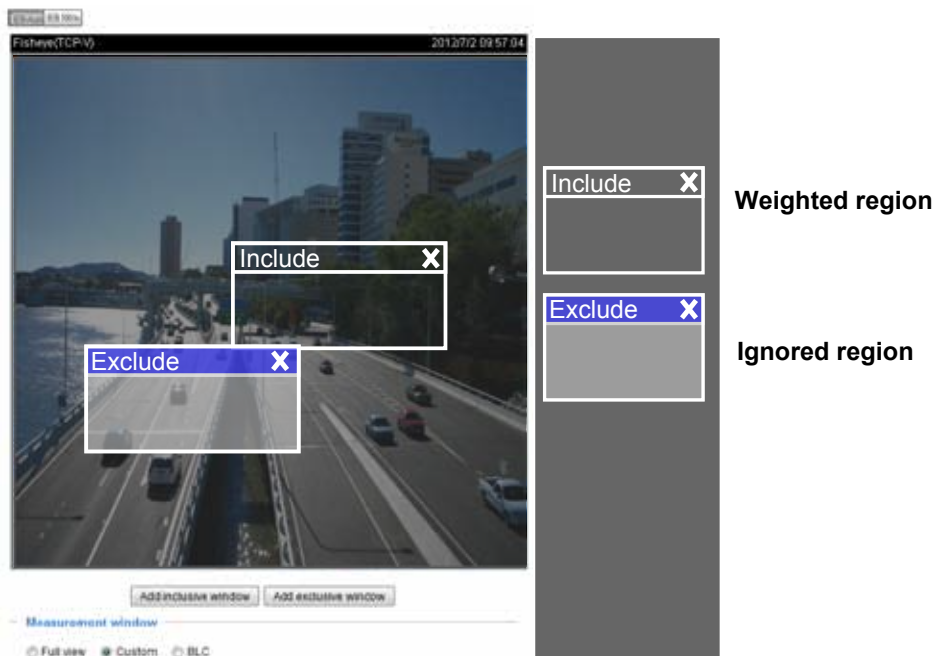 Fisheye(TCP-V) 2012/7/2 09:57:04
Include
Include
Weighted region
Exclude
Ignored region
Exclude
Add inclusive window Add exclusive window
Measurement window
Full view Custom BLC